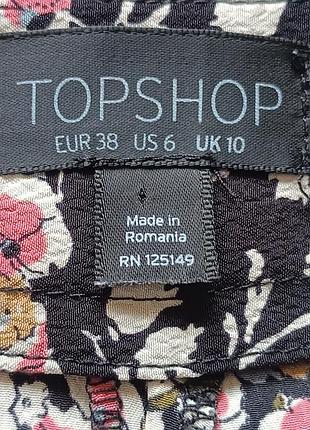 TOPSHOP
EUR 38 US 6 UK 10
Made in
Romania
RN 125149